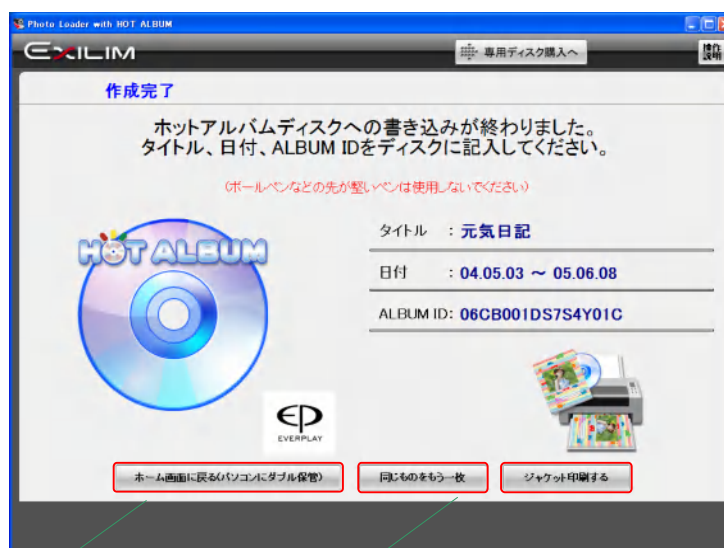 Photo Loader with HOT ALBUM
EXILIM
専用ディスク購入へ
操作説明
作成完了
ホットアルバムディスクへの書き込みが終わりました。
タイトル、日付、ALBUM IDをディスクに記入してください。
(ボールペンなどの先が堅いペンは使用しないでください)
HOT ALBUM
タイトル : 元気日記
日付 : 04.05.03 ～ 05.06.08
ALBUM ID: 06CB001DS7S4Y01C
EVERPLAY
ホーム画面に戻る(パソコンにダブル保管)
同じものをもう一枚
ジャケット印刷する